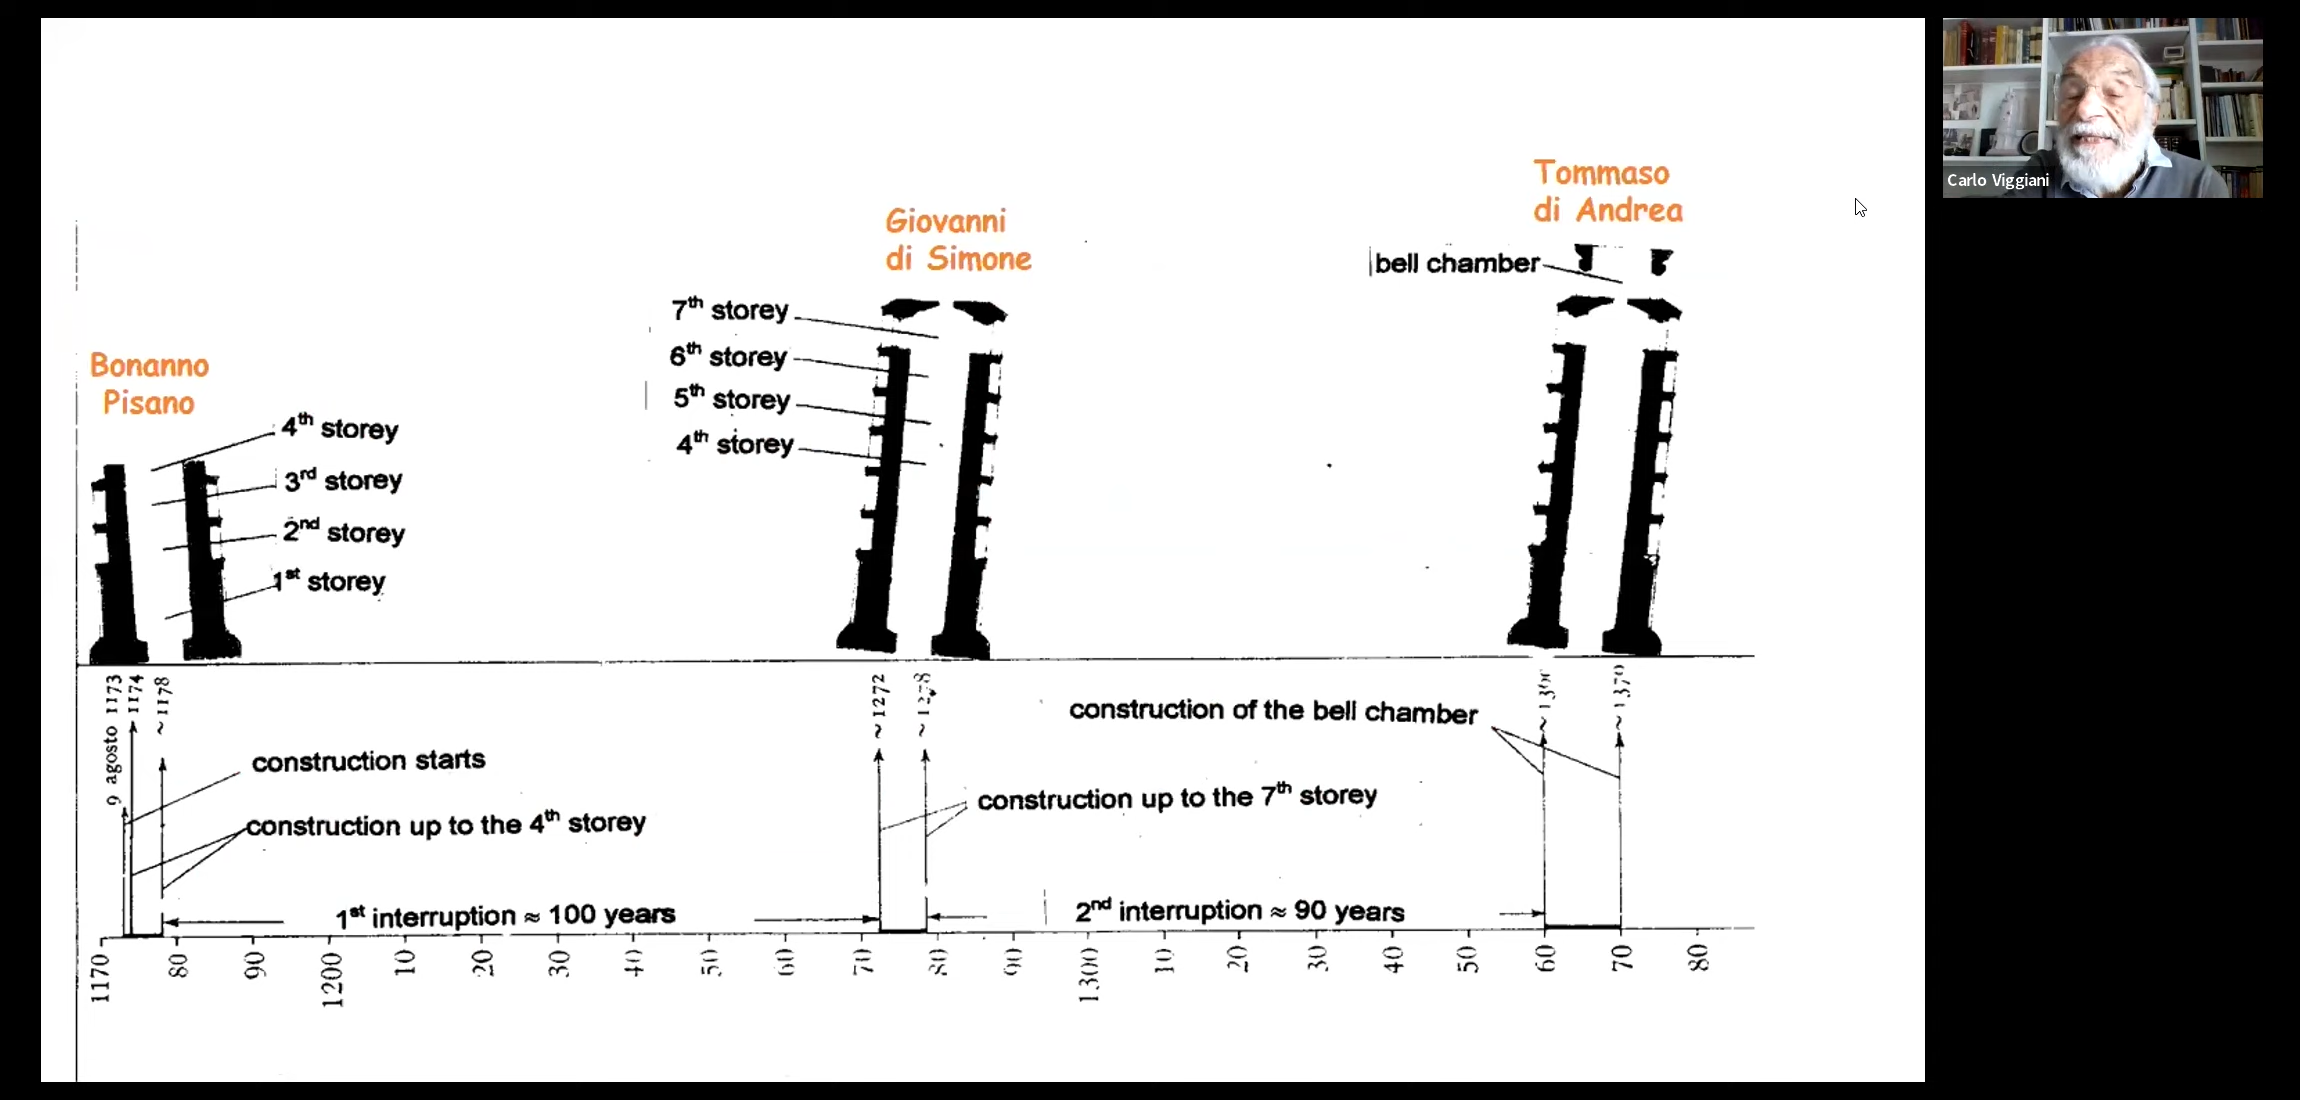 Carlo Viggiani
Tommaso
di Andrea
Giovanni
di Simone
bell chamber
7th storey
6th storey
5th storey
4th storey
Bonanno
Pisano
4th storey
3rd storey
2nd storey
1st storey
9 agosto 1173
1174
~ 1178
~ 1272
~ 1278
~ 1370
construction of the bell chamber
construction starts
construction up to the 7th storey
construction up to the 4th storey
1st interruption ≈ 100 years
2nd interruption ≈ 90 years
1170 80 90 1200 10 20 30 40 50 60 70 80 90 1300 10 20 30 40 50 60 70 80